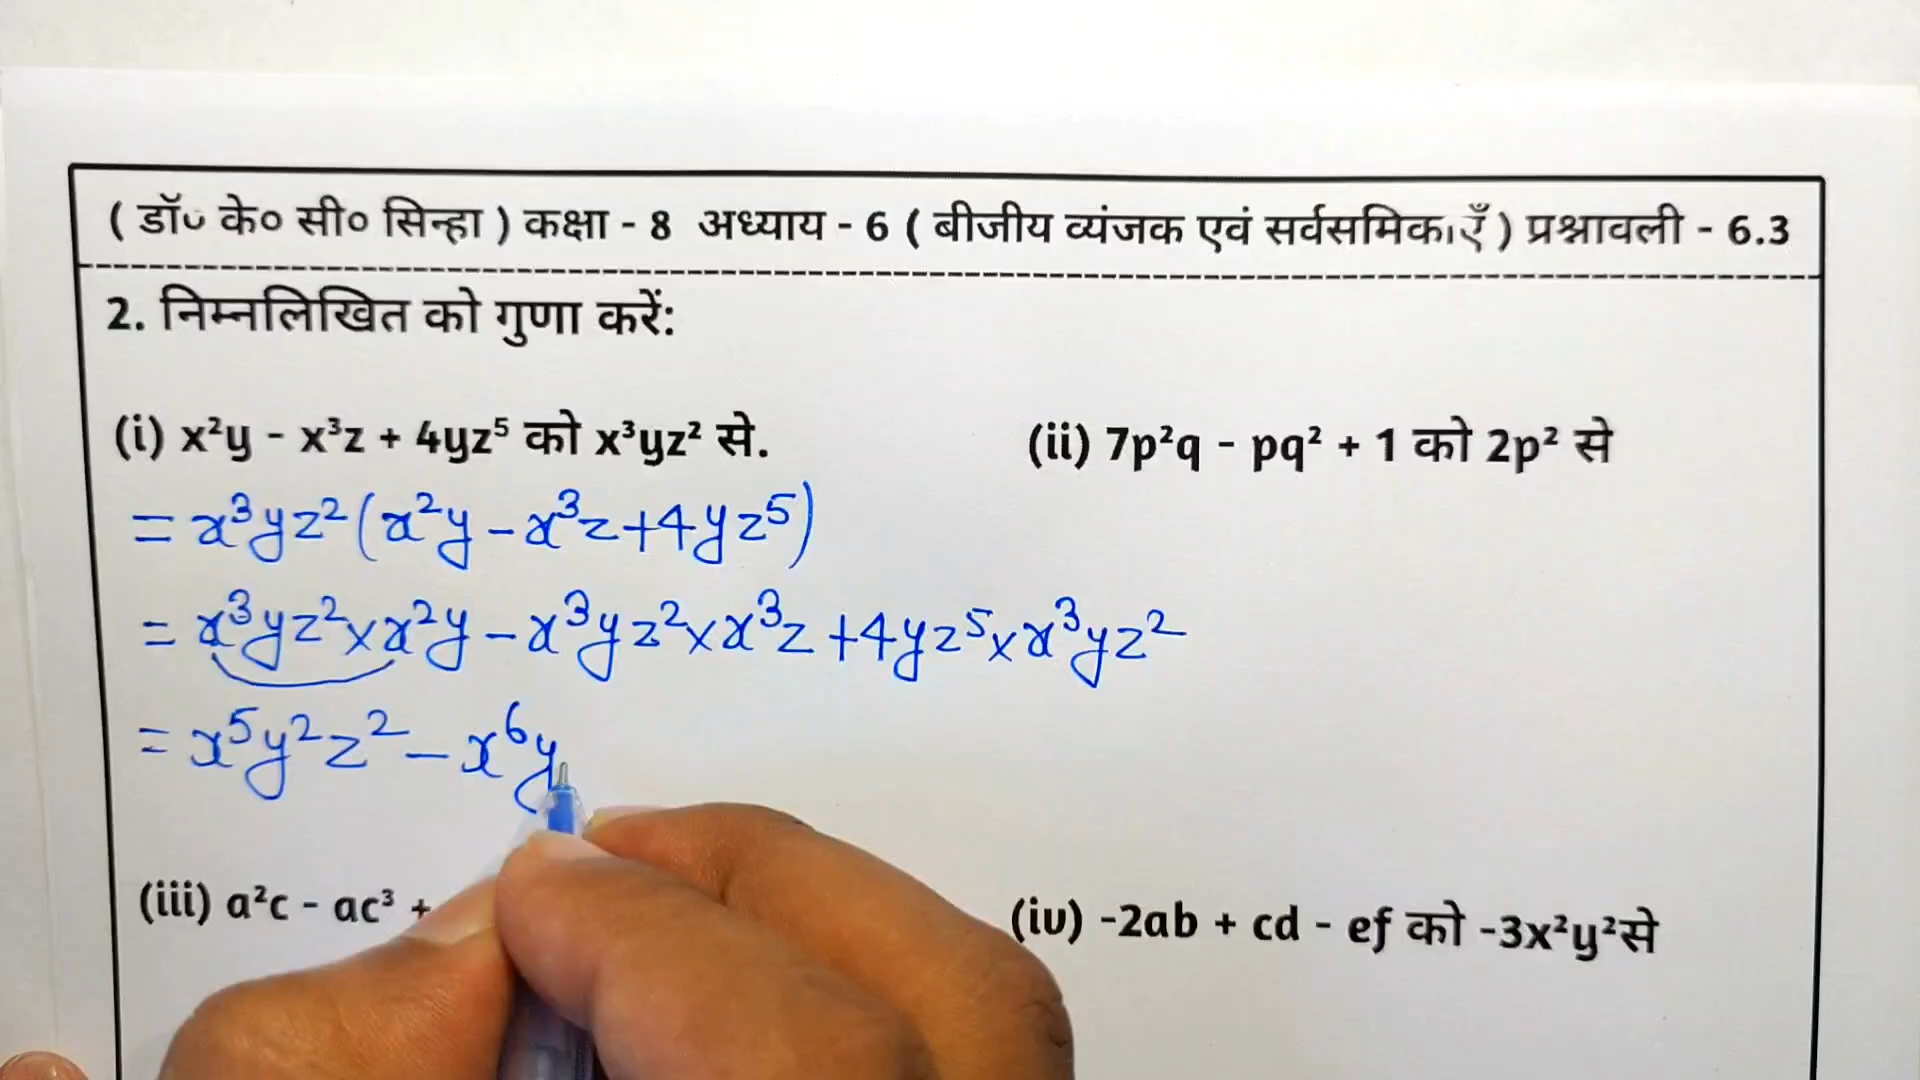 ( डॉ० के० सी० सिन्हा ) कक्षा - 8 अध्याय - 6 ( बीजीय व्यंजक एवं सर्वसमिकाएँ ) प्रश्नावली - 6.3
2. निम्नलिखित को गुणा करें:
(i) x²y - x³z + 4yz⁵ को x³yz² से.
(ii) 7p²q - pq² + 1 को 2p² से
= x³yz²(x²y - x³z + 4yz⁵)
= x³yz² × x²y - x³yz² × x³z + 4yz⁵ × x³yz²
= x⁵y²z² - x⁶y
(iii) a²c - ac³ +
(iv) -2ab + cd - ef को -3x²y²से